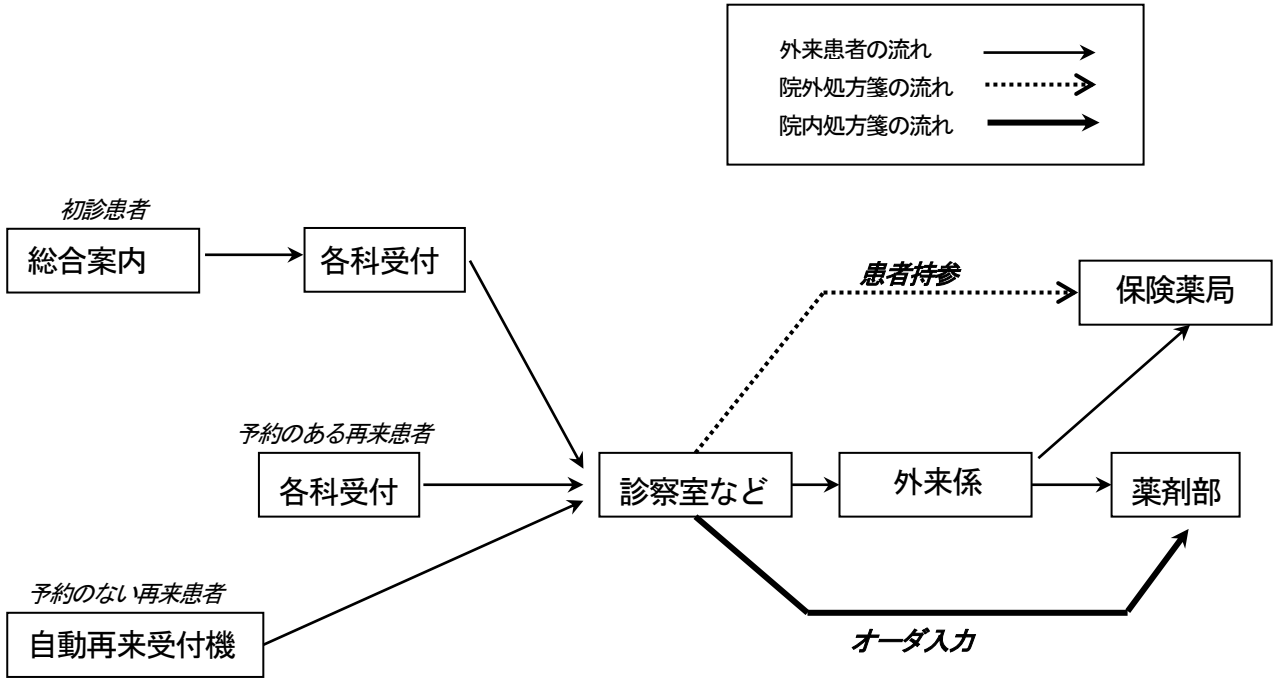 外来患者の流れ
院外処方箋の流れ
院内処方箋の流れ
初診患者
総合案内
各科受付
患者持参
保険薬局
予約のある再来患者
各科受付
診察室など
外来係
薬剤部
予約のない再来患者
自動再来受付機
オーダ入力